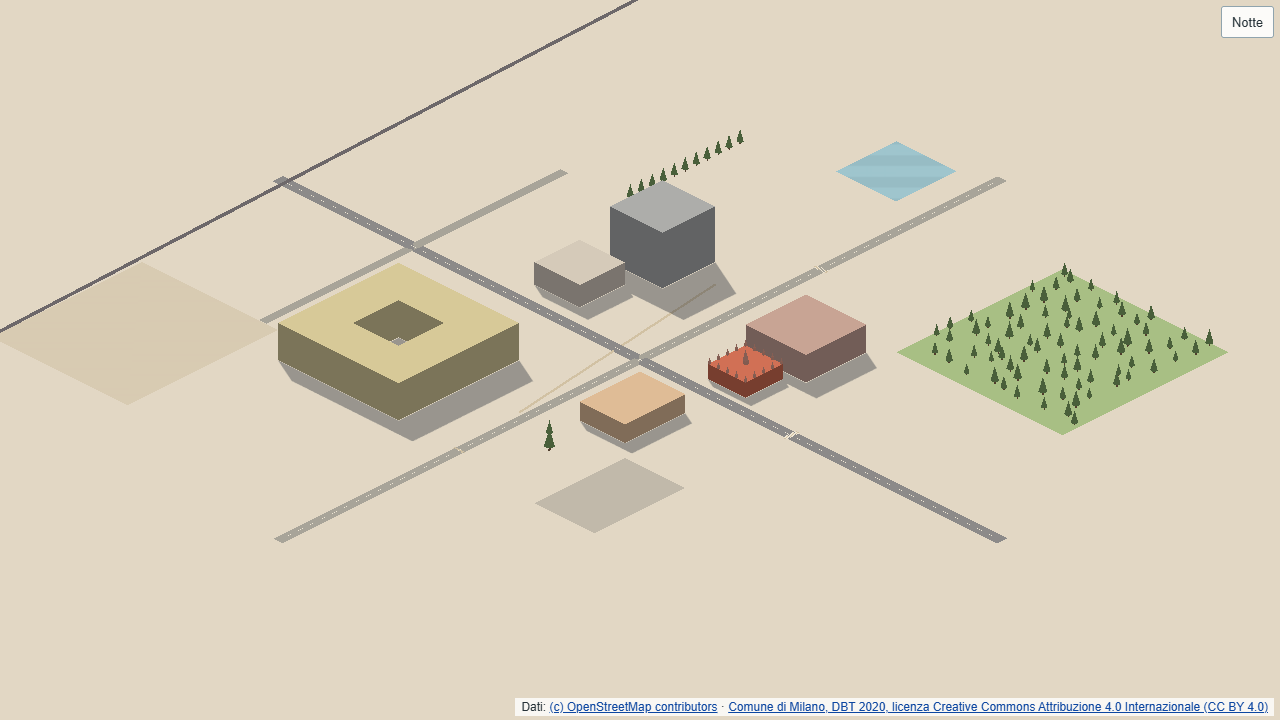 Notte
Dati: (c) OpenStreetMap contributors · Comune di Milano, DBT 2020, licenza Creative Commons Attribuzione 4.0 Internazionale (CC BY 4.0)